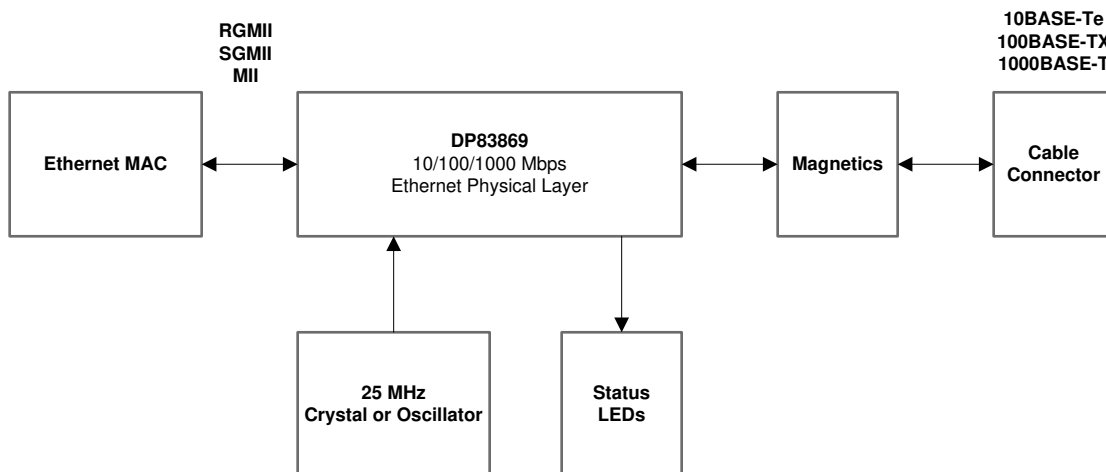 RGMII
SGMII
MII
10BASE-Te
100BASE-TX
1000BASE-T
Ethernet MAC
DP83869
10/100/1000 Mbps
Ethernet Physical Layer
Magnetics
Cable
Connector
25 MHz
Crystal or Oscillator
Status
LEDs